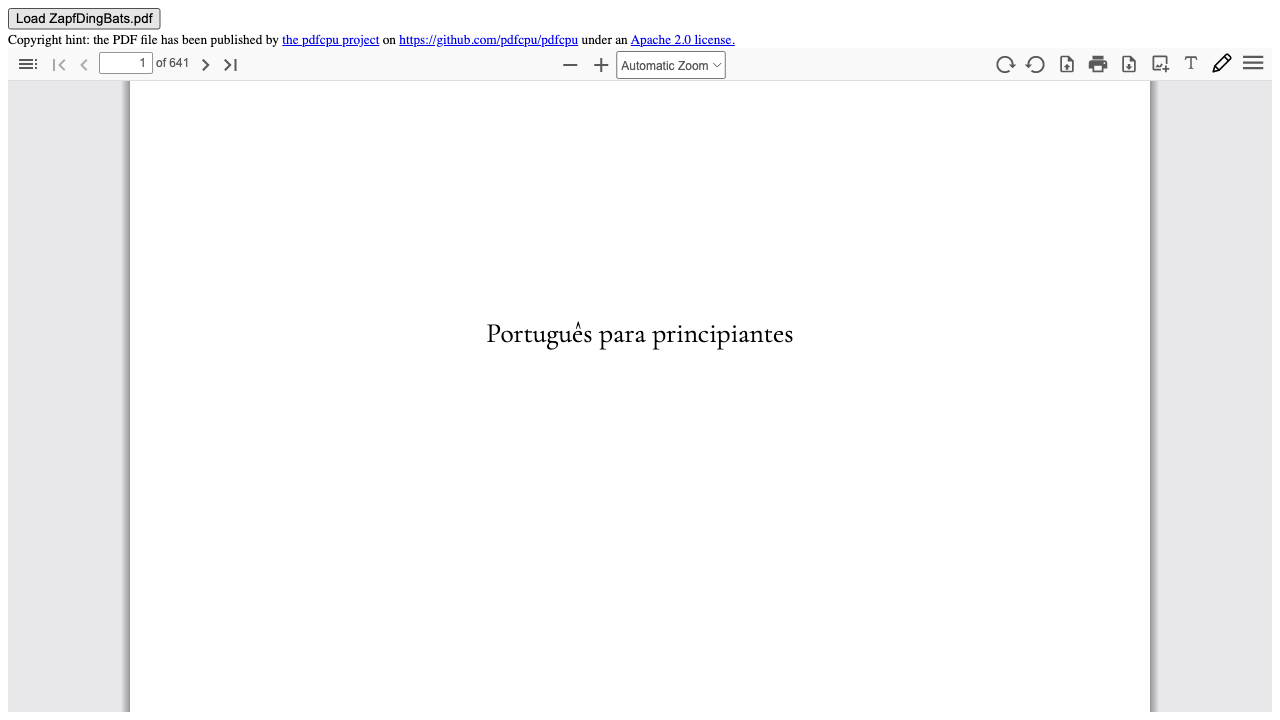 Load ZapfDingBats.pdf
Copyright hint: the PDF file has been published by the pdfcpu project on https://github.com/pdfcpu/pdfcpu under an Apache 2.0 license.
1 of 641 Automatic Zoom T
Português para principiantes